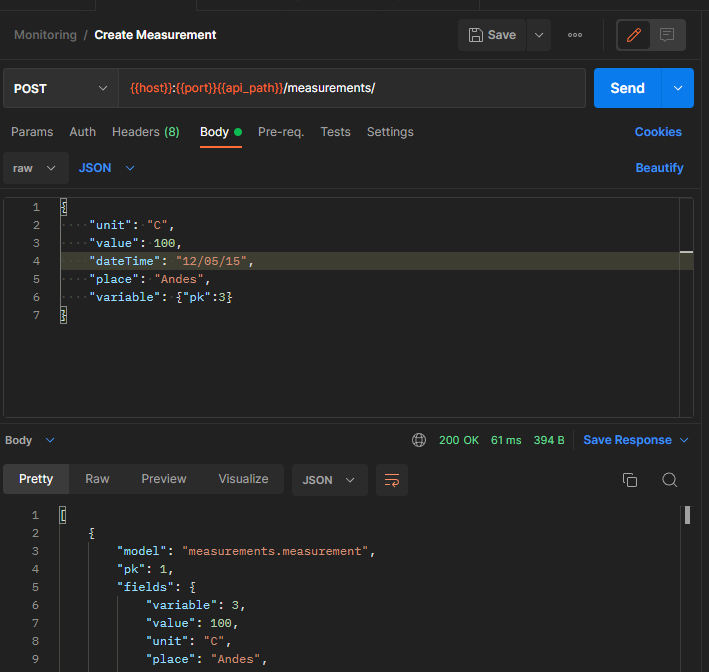 Monitoring / Create Measurement
Save
POST
{{host}}:{{port}}{{api_path}}/measurements/
Send
Params Auth Headers (8) Body Pre-req. Tests Settings Cookies
raw JSON Beautify
1 {
2 "unit": "C",
3 "value": 100,
4 "dateTime": "12/05/15",
5 "place": "Andes",
6 "variable": {"pk":3}
7 }
Body 200 OK 61 ms 394 B Save Response
Pretty Raw Preview Visualize JSON
1 [
2 {
3 "model": "measurements.measurement",
4 "pk": 1,
5 "fields": {
6 "variable": 3,
7 "value": 100,
8 "unit": "C",
9 "place": "Andes",